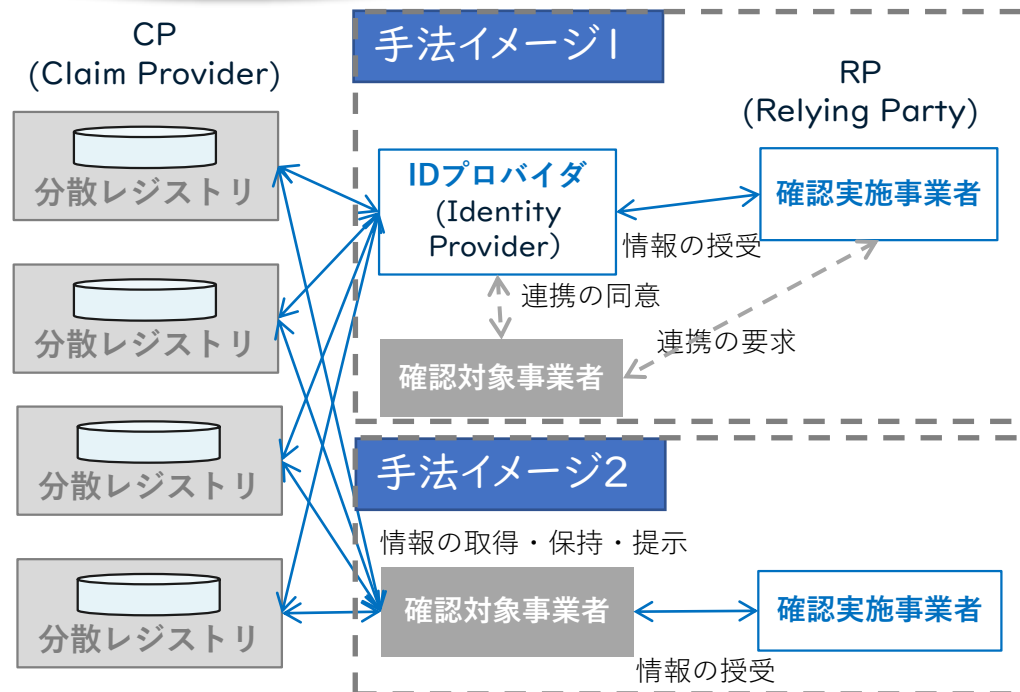 CP
(Claim Provider)
分散レジストリ
分散レジストリ
分散レジストリ
分散レジストリ
手法イメージ1
RP
(Relying Party)
IDプロバイダ
(Identity
Provider)
確認実施事業者
情報の授受
連携の同意
連携の要求
確認対象事業者
手法イメージ2
情報の取得・保持・提示
確認対象事業者
確認実施事業者
情報の授受